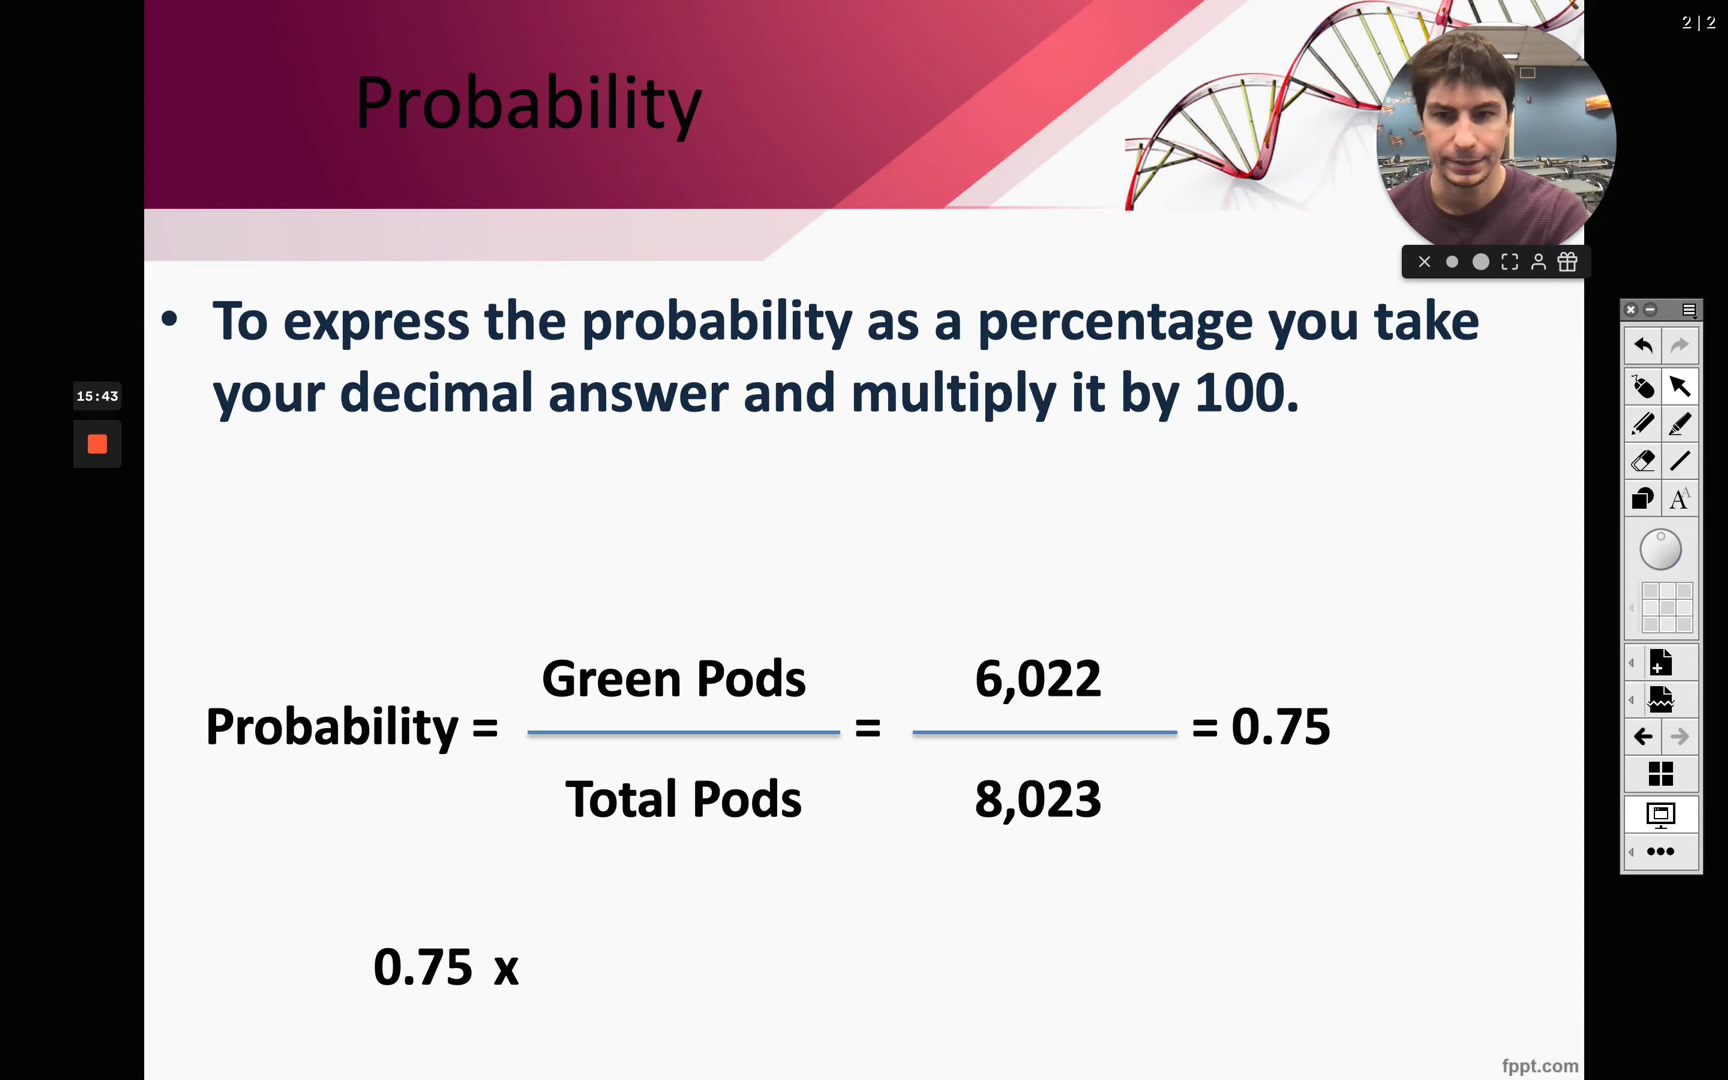 2 | 2
Probability
• To express the probability as a percentage you take
your decimal answer and multiply it by 100.
15:43
Green Pods
6,022
Probability = = = 0.75
Total Pods
8,023
0.75 x
A A
fppt.com